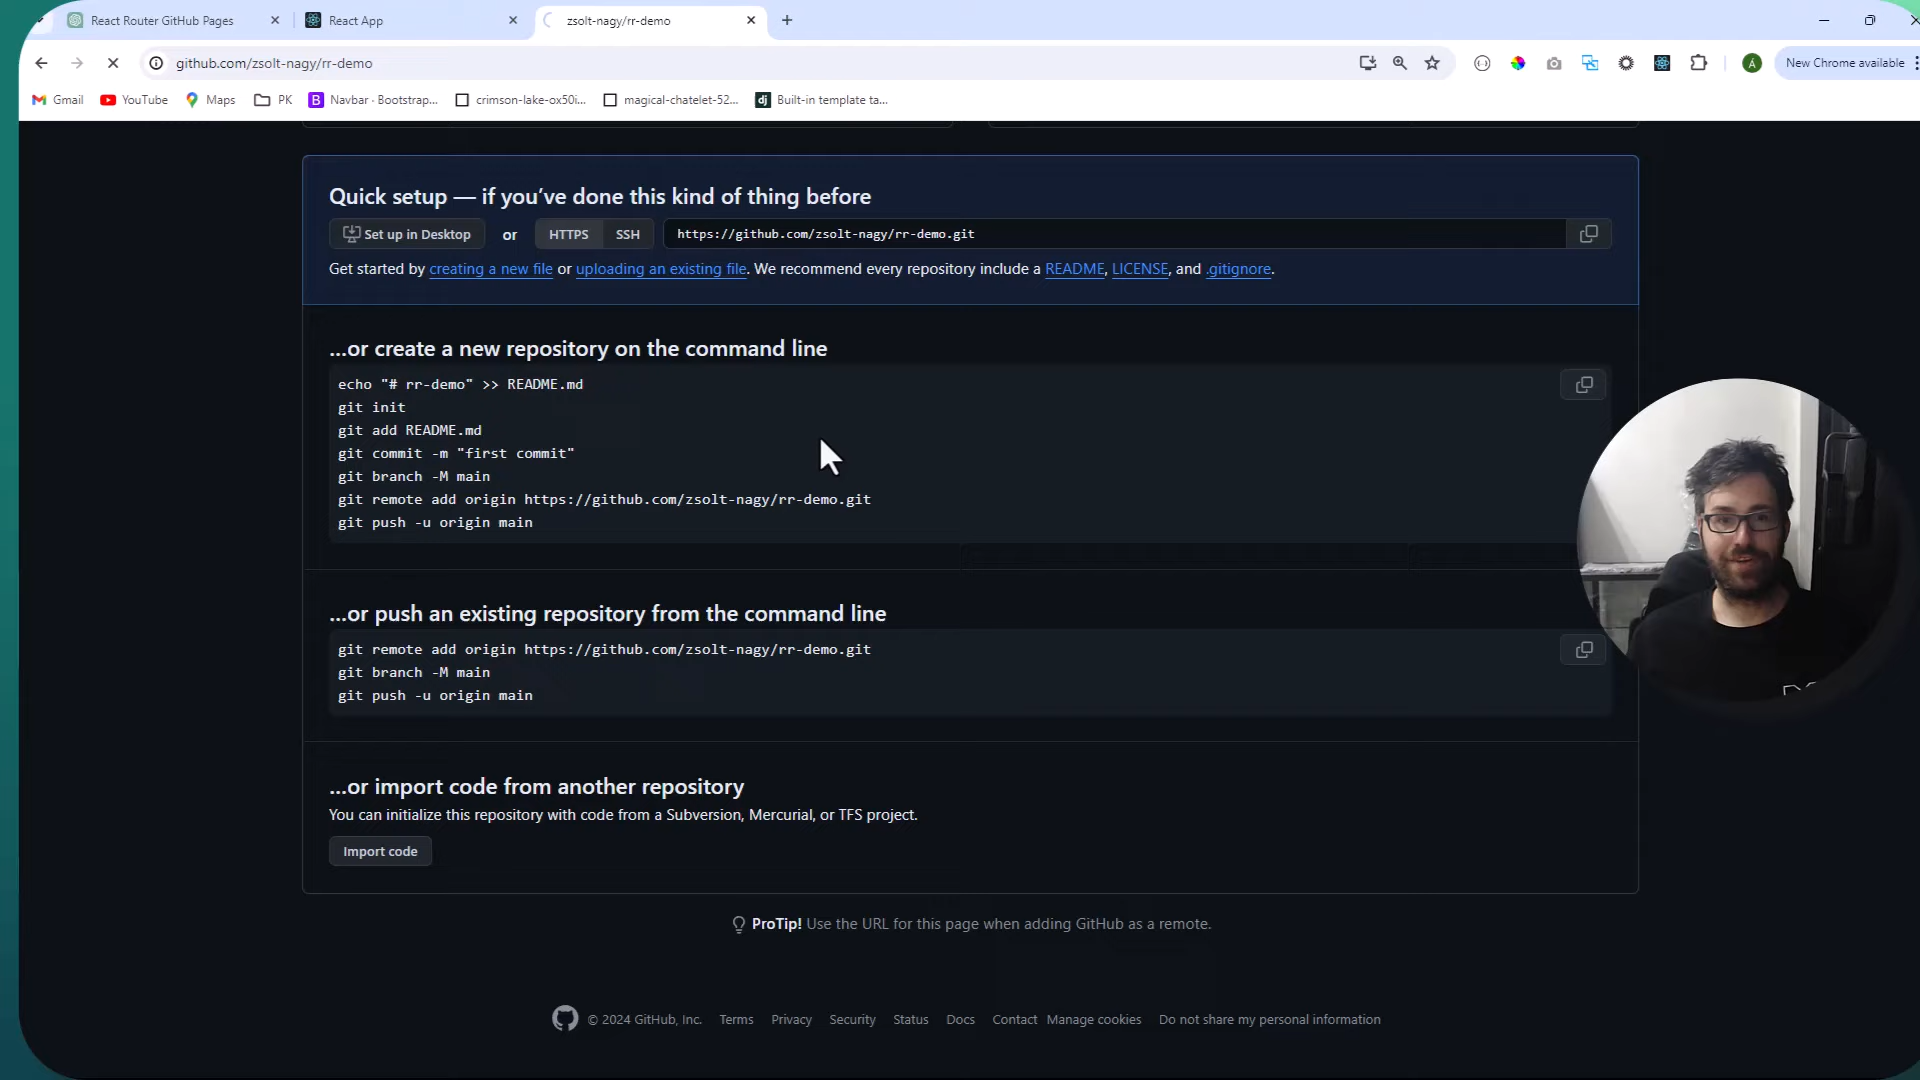 React Router GitHub Pages
React App
zsolt-nagy/rr-demo
github.com/zsolt-nagy/rr-demo
Á
New Chrome available
Gmail
YouTube
Maps
PK
B
Navbar · Bootstrap...
crimson-lake-ox50i...
magical-chatelet-52...
dj
Built-in template ta...
Quick setup — if you’ve done this kind of thing before
Set up in Desktop
or
HTTPS
SSH
https://github.com/zsolt-nagy/rr-demo.git
Get started by creating a new file or uploading an existing file. We recommend every repository include a README, LICENSE, and .gitignore.
…or create a new repository on the command line
echo "# rr-demo" >> README.md
git init
git add README.md
git commit -m "first commit"
git branch -M main
git remote add origin https://github.com/zsolt-nagy/rr-demo.git
git push -u origin main
…or push an existing repository from the command line
git remote add origin https://github.com/zsolt-nagy/rr-demo.git
git branch -M main
git push -u origin main
…or import code from another repository
You can initialize this repository with code from a Subversion, Mercurial, or TFS project.
Import code
ProTip! Use the URL for this page when adding GitHub as a remote.
© 2024 GitHub, Inc.
Terms
Privacy
Security
Status
Docs
Contact
Manage cookies
Do not share my personal information